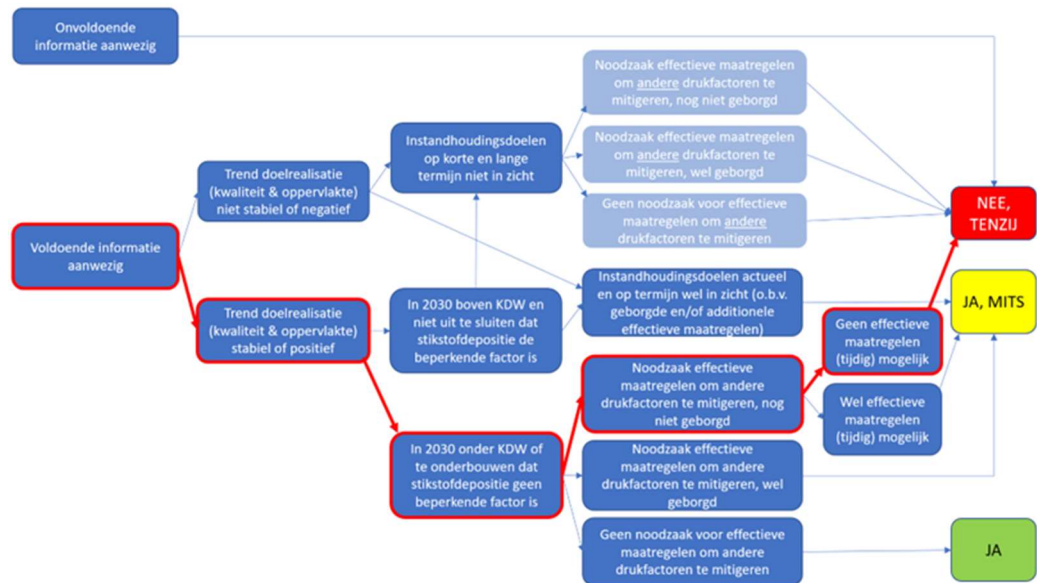 Onvoldoende
informatie aanwezig
Voldoende informatie
aanwezig
Trend doelrealisatie
(kwaliteit & oppervlakte)
niet stabiel of negatief
Trend doelrealisatie
(kwaliteit & oppervlakte)
stabiel of positief
Instandhoudingsdoelen
op korte en lange
termijn niet in zicht
In 2030 boven KDW en
niet uit te sluiten dat
stikstofdepositie de
beperkende factor is
In 2030 onder KDW of
te onderbouwen dat
stikstofdepositie geen
beperkende factor is
Noodzaak effectieve maatregelen
om andere drukfactoren te
mitigeren, nog niet geborgd
Noodzaak effectieve maatregelen
om andere drukfactoren te
mitigeren, wel geborgd
Geen noodzaak voor effectieve
maatregelen om andere
drukfactoren te mitigeren
Instandhoudingsdoelen actueel
en op termijn wel in zicht (o.b.v.
geborgde en/of additionele
effectieve maatregelen)
Noodzaak effectieve
maatregelen om andere
drukfactoren te mitigeren, nog
niet geborgd
Noodzaak effectieve
maatregelen om andere
drukfactoren te mitigeren, wel
geborgd
Geen noodzaak voor effectieve
maatregelen om andere
drukfactoren te mitigeren
Geen effectieve
maatregelen
(tijdig) mogelijk
Wel effectieve
maatregelen
(tijdig) mogelijk
NEE,
TENZIJ
JA, MITS
JA